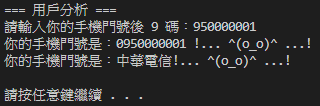 === 用戶分析 ===
請輸入你的手機門號後 9 碼：950000001
你的手機門號是：0950000001 !... ^(o_o)^ ...!
你的手機門號是：中華電信!... ^(o_o)^ ...!
請按任意鍵繼續 . . .